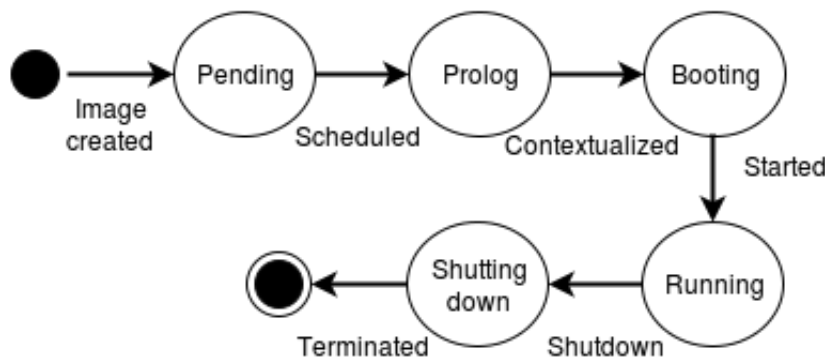 Pending
Prolog
Booting
Image
created
Scheduled
Contextualized
Started
Shutting
down
Running
Terminated
Shutdown